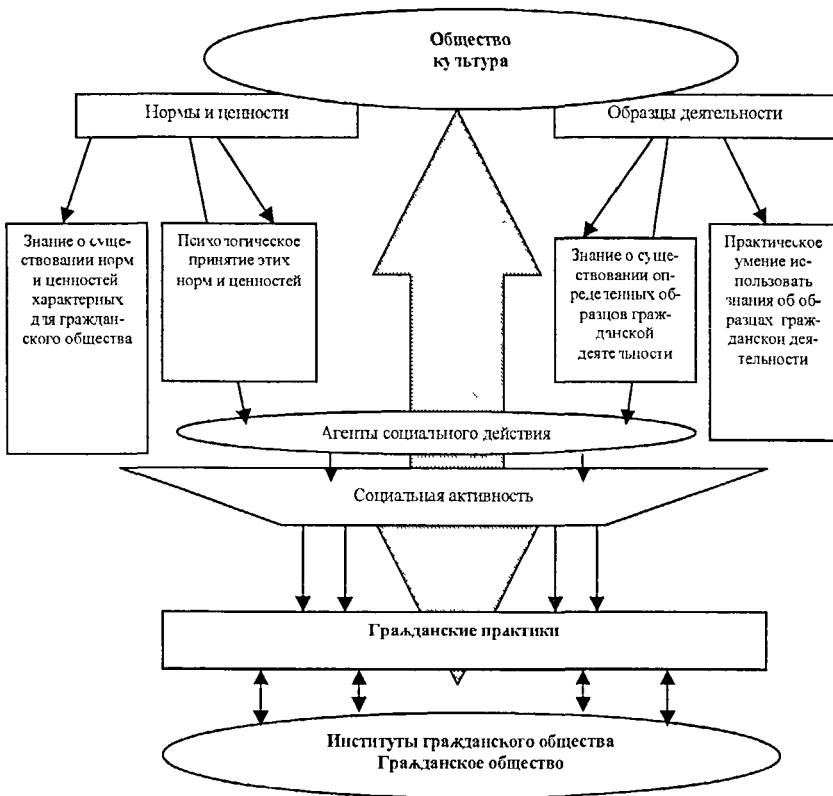 Общество
культура
Нормы и ценности
Образцы деятельности
Знание о суще-
ствовании норм
и ценностей
характерных
для граждан-
ского общества
Психологическое
принятие этих
норм и ценностей
Знание о суще-
ствовании оп-
ределенных об-
разцов граж-
данской
деятельности
Практическое
умение ис-
пользовать
знания об об-
разцах граж-
данской дея-
тельности
Агенты социального действия
Социальная активность
Гражданские практики
Институты гражданского общества
Гражданское общество